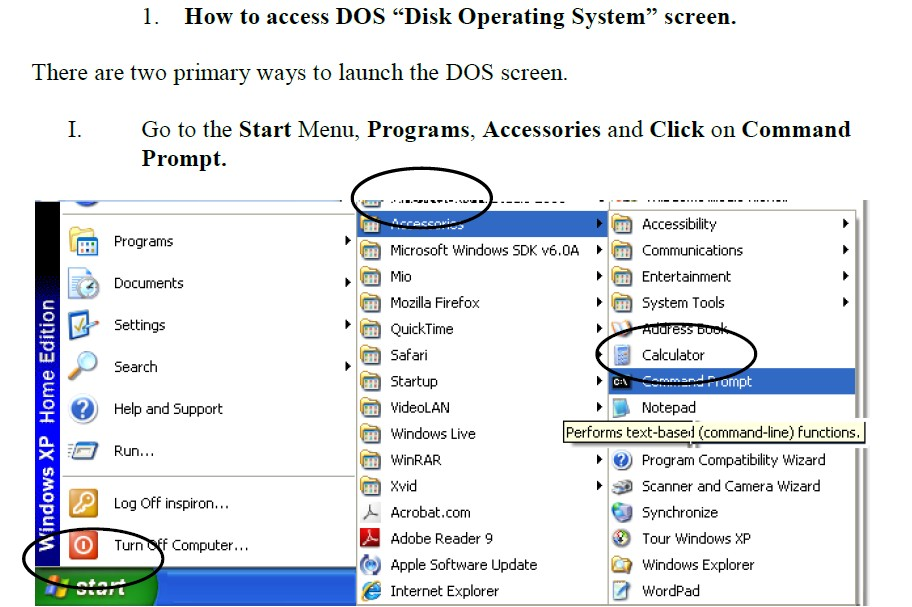 1. How to access DOS “Disk Operating System” screen.
There are two primary ways to launch the DOS screen.
I. Go to the Start Menu, Programs, Accessories and Click on Command
Prompt.
Windows XP Home Edition
Programs
Documents
Settings
Search
Help and Support
Run...
Log Off inspiron...
Turn Off Computer...
start
Accessories
Microsoft Windows SDK v6.0A
Mio
Mozilla Firefox
QuickTime
Safari
Startup
VideoLAN
Windows Live
WinRAR
Xvid
Acrobat.com
Adobe Reader 9
Apple Software Update
Internet Explorer
Accessibility
Communications
Entertainment
System Tools
Address Book
Calculator
Command Prompt
Notepad
Performs text-based (command-line) functions.
Program Compatibility Wizard
Scanner and Camera Wizard
Synchronize
Tour Windows XP
Windows Explorer
WordPad